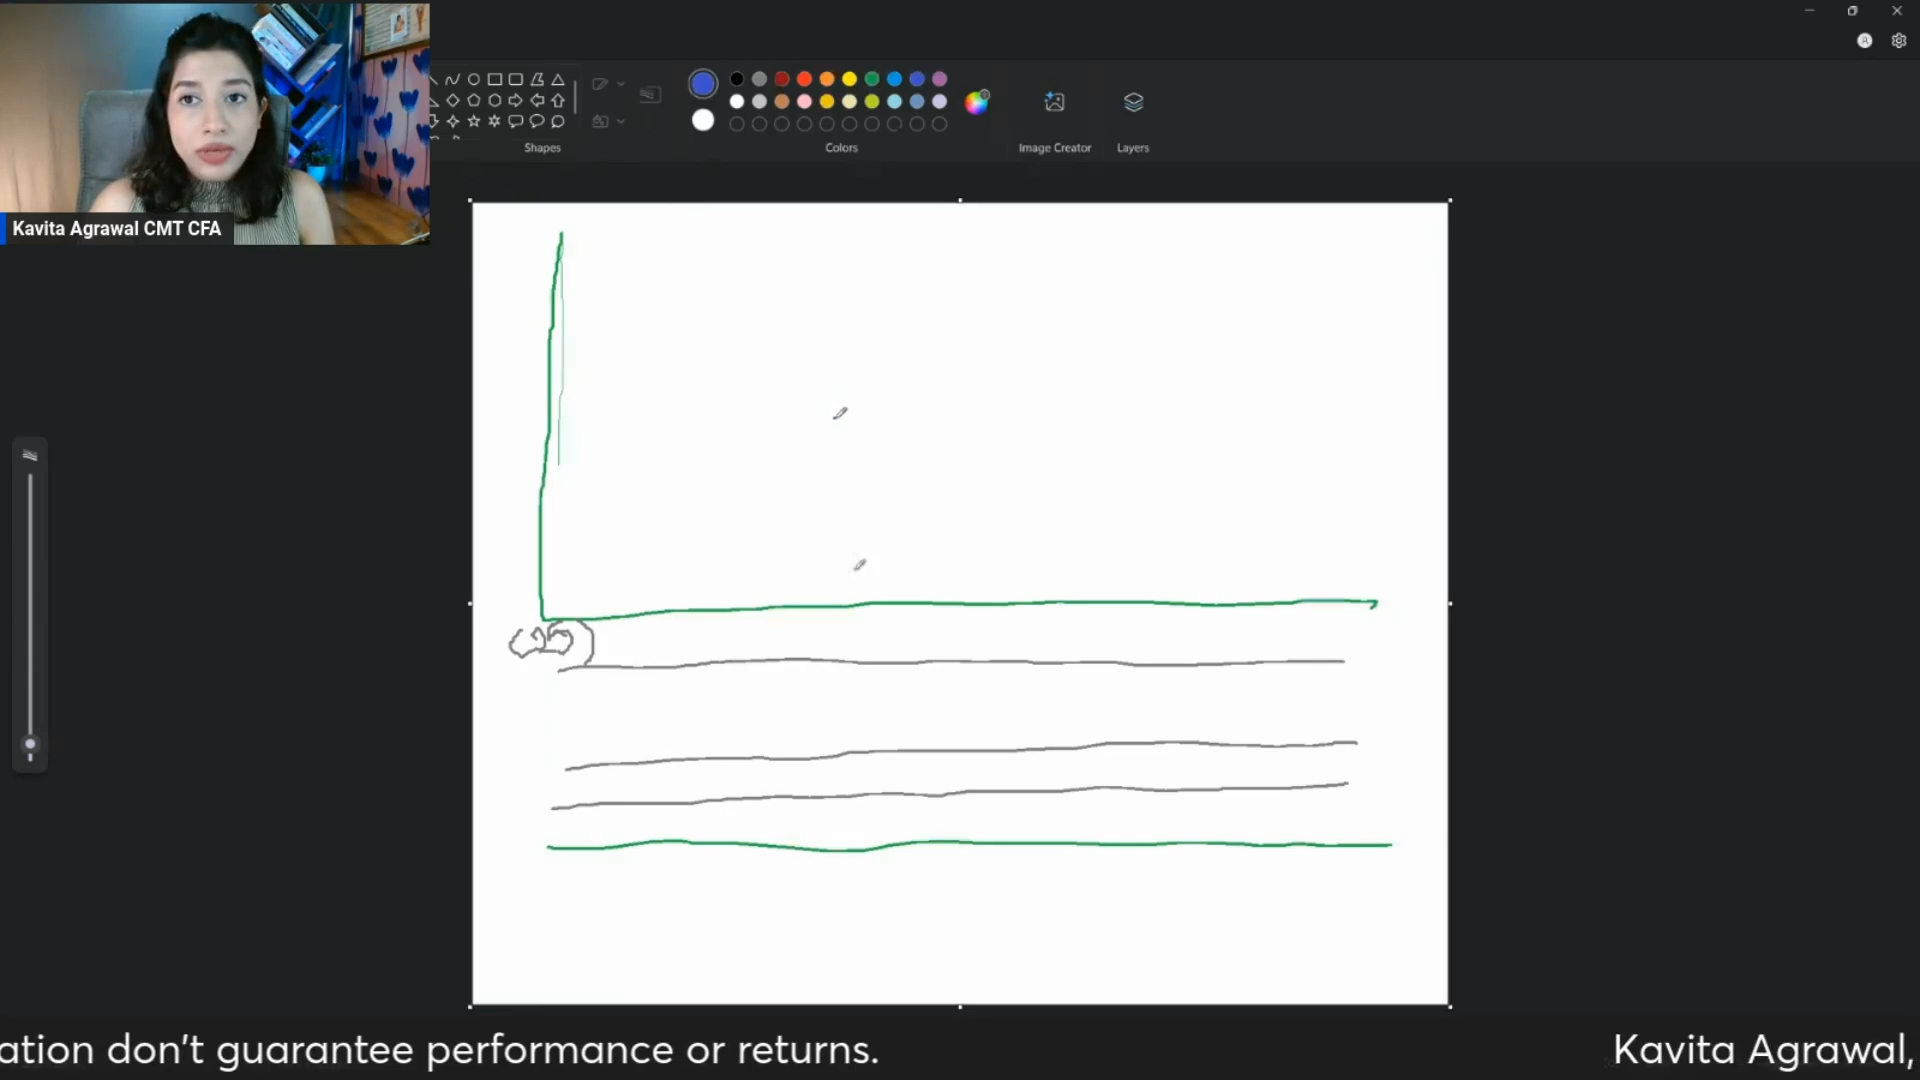 Kavita Agrawal CMT CFA
Shapes
Colors
Image Creator
Layers
ation don't guarantee performance or returns.
Kavita Agrawal,